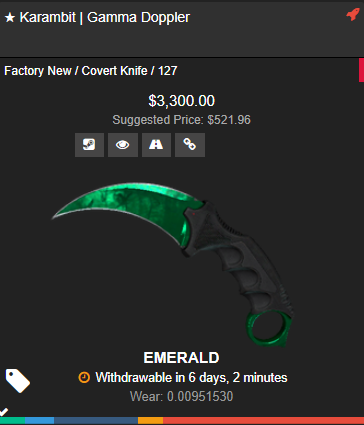 ★ Karambit | Gamma Doppler
Factory New / Covert Knife / 127
$3,300.00
Suggested Price: $521.96
EMERALD
Withdrawable in 6 days, 2 minutes
Wear: 0.00951530